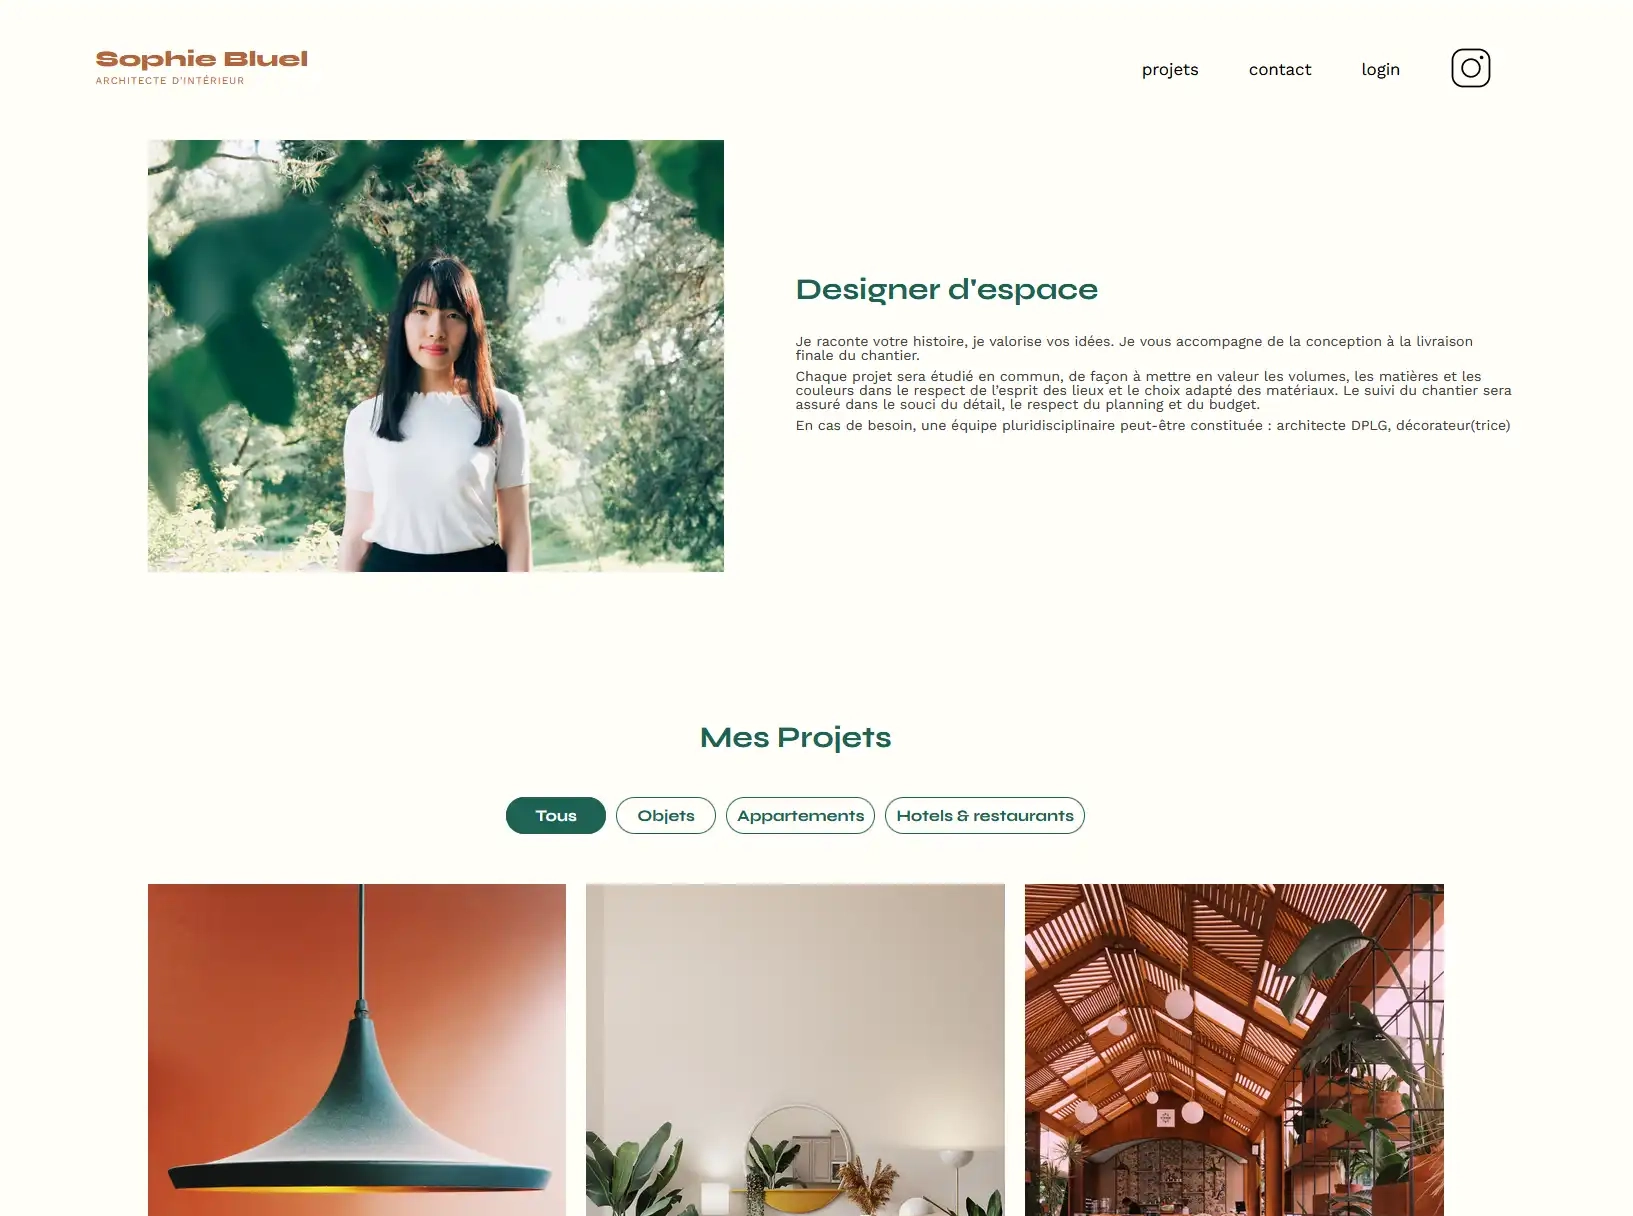 Sophie Bluel
ARCHITECTE D'INTÉRIEUR
projets
contact
login
Designer d'espace
Je raconte votre histoire, je valorise vos idées. Je vous accompagne de la conception à la livraison
finale du chantier.
Chaque projet sera étudié en commun, de façon à mettre en valeur les volumes, les matières et les
couleurs dans le respect de l’esprit des lieux et le choix adapté des matériaux. Le suivi du chantier sera
assuré dans le souci du détail, le respect du planning et du budget.
En cas de besoin, une équipe pluridisciplinaire peut-être constituée : architecte DPLG, décorateur(trice)
Mes Projets
Tous
Objets
Appartements
Hotels & restaurants